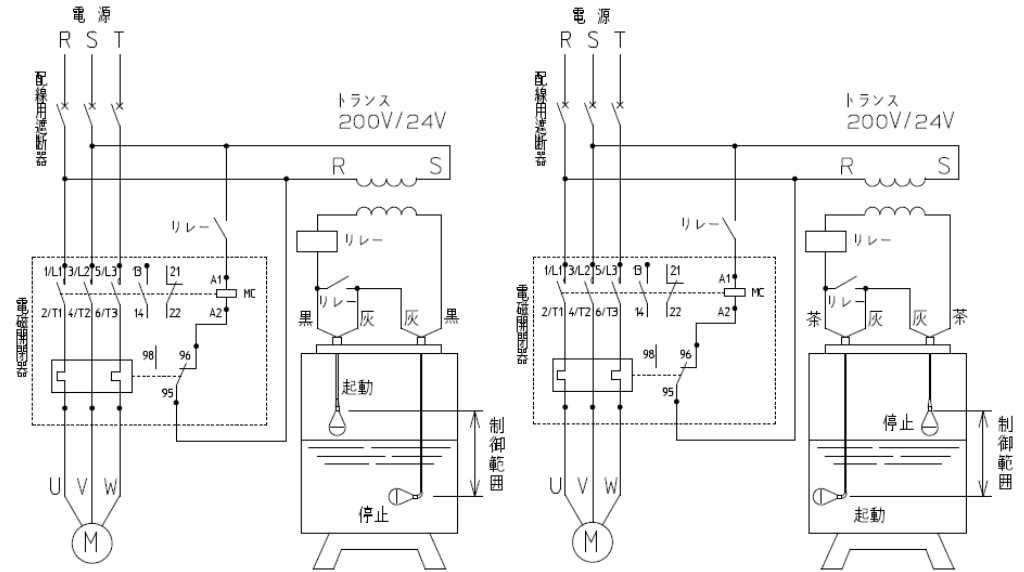 電源
R S T
配線用遮断器
トランス
200V/24V
R S
リレー
リレー
リレー
1/L1 3/L2 5/L3 13 21
A1
MC
2/T1 4/T2 6/T3 14 22
A2
電磁開閉器
98 96
95
黒 灰 灰 黒
起動
制御範囲
停止
U V W
M
電源
R S T
配線用遮断器
トランス
200V/24V
R S
リレー
リレー
リレー
1/L1 3/L2 5/L3 13 21
A1
MC
2/T1 4/T2 6/T3 14 22
A2
電磁開閉器
98 96
95
茶 灰 灰 茶
停止
制御範囲
起動
U V W
M